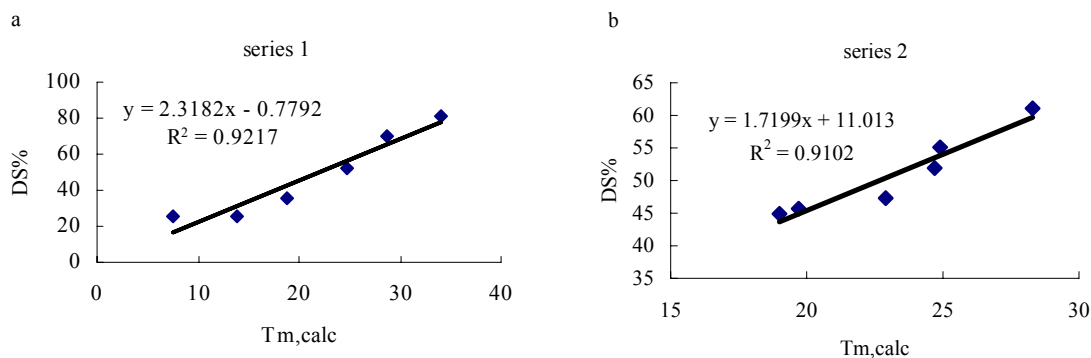 a
series 1
100
80
60
40
20
0
DS%
y = 2.3182x - 0.7792
R² = 0.9217
0 10 20 30 40
Tm,calc
b
series 2
65
60
55
50
45
40
35
DS%
y = 1.7199x + 11.013
R² = 0.9102
15 20 25 30
Tm,calc